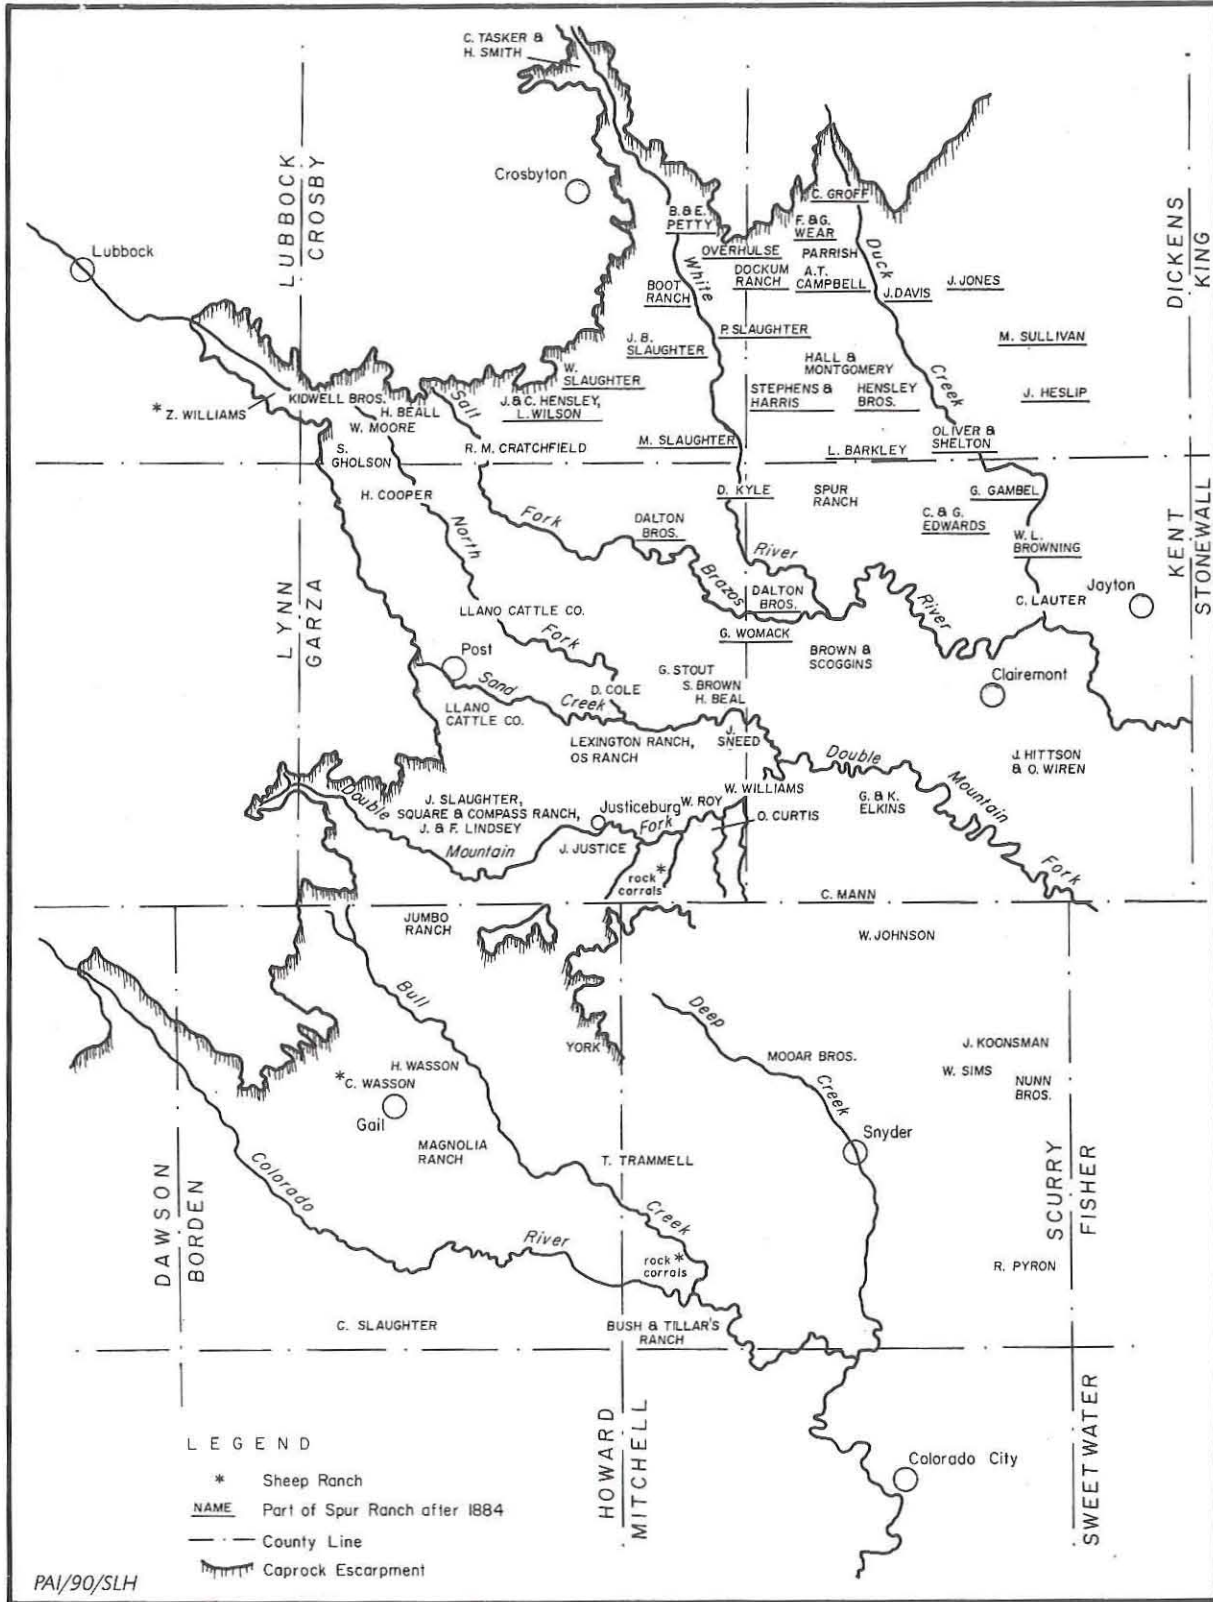 C. TASKER &
H. SMITH
Crosbyton
LUBBOCK
CROSBY
DICKENS
KING
Lubbock
B. & E.
PETTY
C. GROFF
F. & G.
WEAR
OVERHULSE
PARRISH
DOCKUM
RANCH
A.T.
CAMPBELL
BOOT
RANCH
White
Duck
J. DAVIS
J. JONES
P. SLAUGHTER
J. B.
SLAUGHTER
M. SULLIVAN
W.
SLAUGHTER
HALL &
MONTGOMERY
STEPHENS &
HARRIS
HENSLEY
BROS.
Creek
J. HESLIP
KIDWELL BROS.
* Z. WILLIAMS
H. BEALL
W. MOORE
Salt
J. & C. HENSLEY,
L. WILSON
S.
GHOLSON
R. M. CRATCHFIELD
M. SLAUGHTER
L. BARKLEY
OLIVER &
SHELTON
H. COOPER
D. KYLE
SPUR
RANCH
G. GAMBEL
C. & G.
EDWARDS
W. L.
BROWNING
Fork
North
DALTON
BROS.
River
Brazos
DALTON
BROS.
River
C. LAUTER
Jayton
KENT
STONEWALL
LYNN
GARZA
LLANO CATTLE CO.
Fork
G. WOMACK
BROWN &
SCOGGINS
Post
Sand
Creek
D. COLE
G. STOUT
S. BROWN
H. BEAL
Clairemont
LLANO
CATTLE CO.
LEXINGTON RANCH,
OS RANCH
J.
SNEED
Double
Mountain
Fork
J. HITTSON
& O. WIREN
W. WILLIAMS
G. & K.
ELKINS
Double
J. SLAUGHTER,
SQUARE & COMPASS RANCH,
J. & F. LINDSEY
Justiceburg
W. ROY
Fork
O. CURTIS
Mountain
J. JUSTICE
rock *
corrals
C. MANN
JUMBO
RANCH
W. JOHNSON
Bull
Deep
YORK
MOOAR BROS.
J. KOONSMAN
W. SIMS
NUNN
BROS.
H. WASSON
* C. WASSON
Gail
Creek
Snyder
MAGNOLIA
RANCH
T. TRAMMELL
Colorado
Creek
River
rock *
corrals
DAWSON
BORDEN
SCURRY
FISHER
R. PYRON
C. SLAUGHTER
BUSH & TILLAR'S
RANCH
HOWARD
MITCHELL
SWEETWATER
Colorado City
LEGEND
* Sheep Ranch
NAME Part of Spur Ranch after 1884
County Line
Caprock Escarpment
PAI/90/SLH